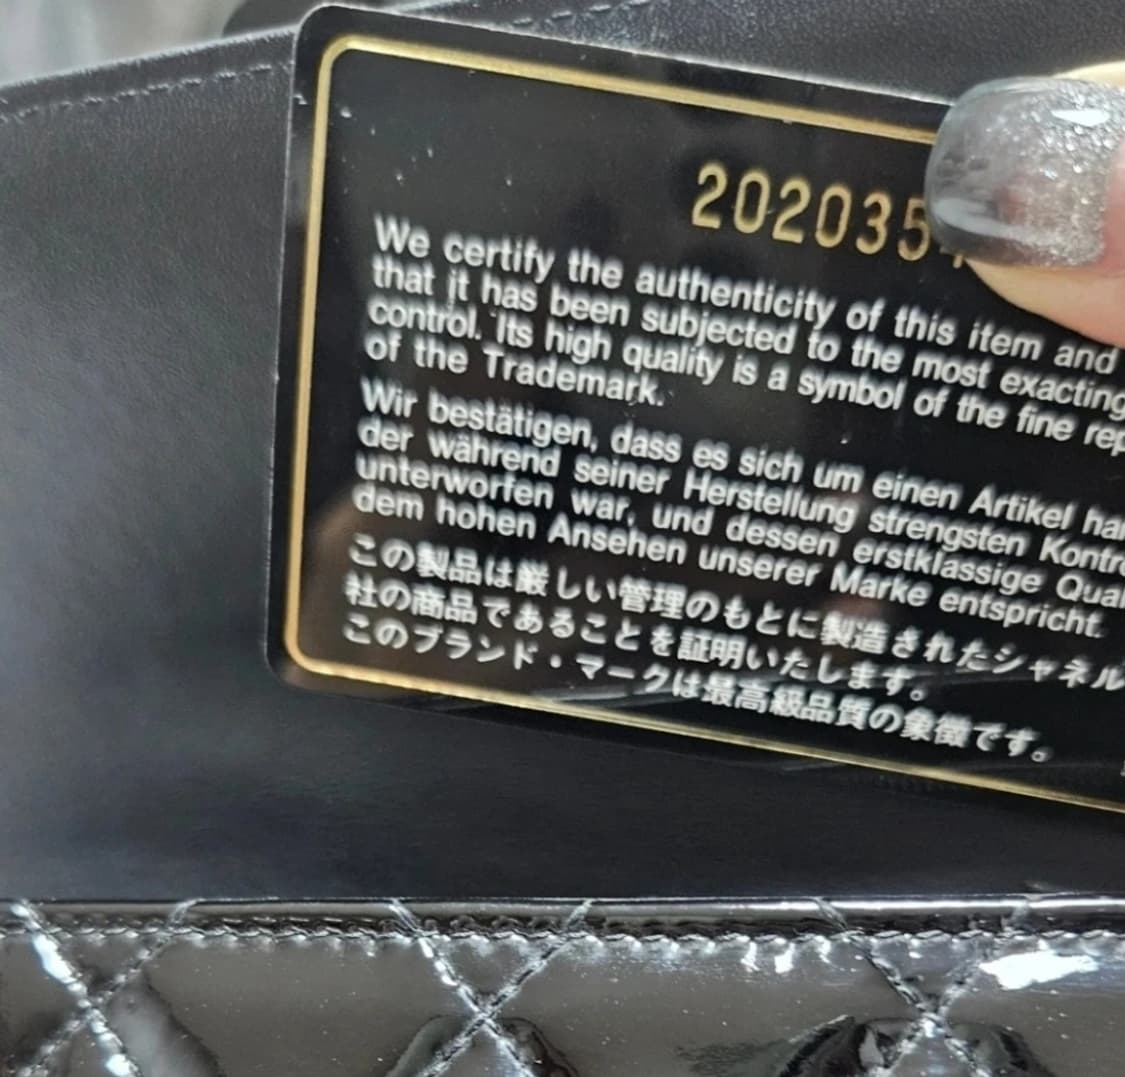 202035
We certify the authenticity of this item and
that it has been subjected to the most exacting
control. Its high quality is a symbol of the fine rep
of the Trademark.
Wir bestätigen, dass es sich um einen Artikel han
der während seiner Herstellung strengsten Kontro
unterworfen war, und dessen erstklassige Qual
dem hohen Ansehen unserer Marke entspricht.
この製品は厳しい管理のもとに製造されたシャネル
社の商品であることを証明いたします。
このブランド・マークは最高級品質の象徴です。